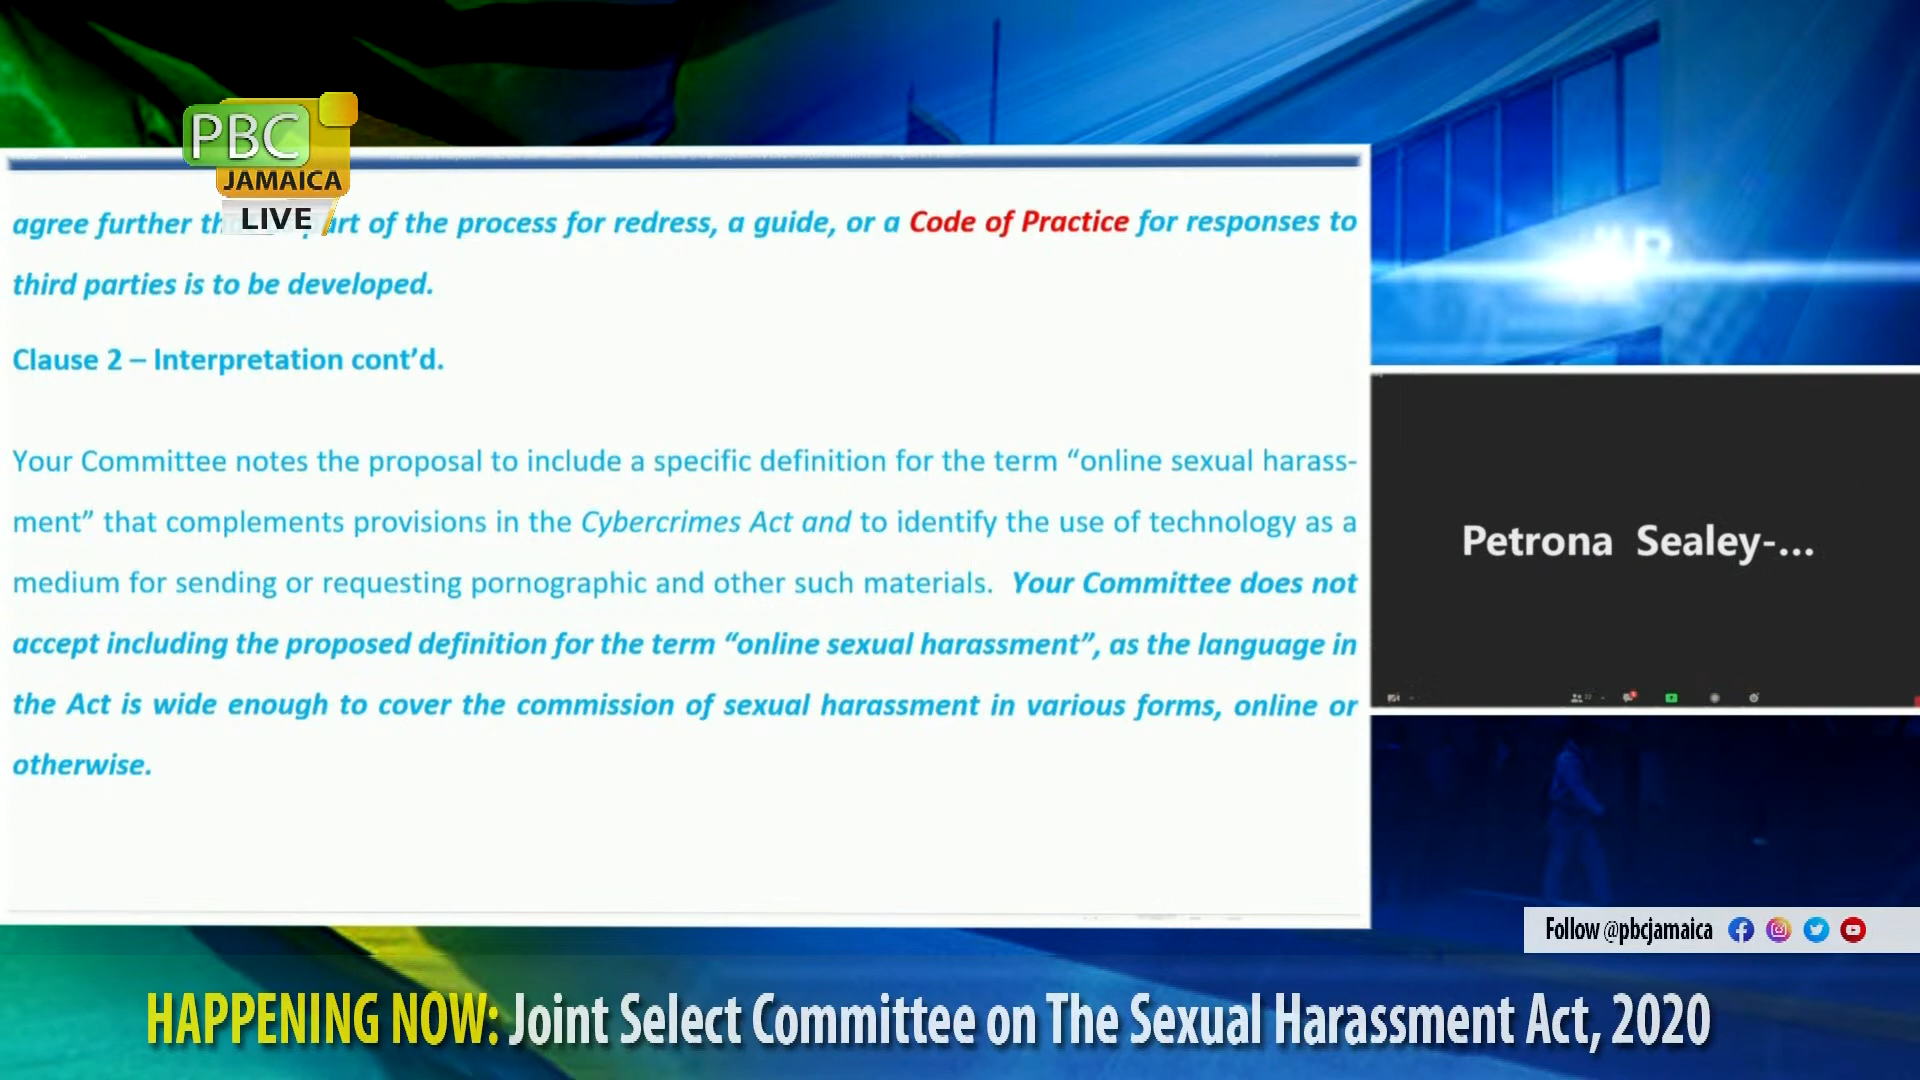 PBC
JAMAICA
LIVE
agree further of the process for redress, a guide, or a Code of Practice for responses to
third parties is to be developed.
Clause 2 – Interpretation cont’d.
Your Committee notes the proposal to include a specific definition for the term “online sexual harass-
ment” that complements provisions in the Cybercrimes Act and to identify the use of technology as a
medium for sending or requesting pornographic and other such materials. Your Committee does not
accept including the proposed definition for the term “online sexual harassment”, as the language in
the Act is wide enough to cover the commission of sexual harassment in various forms, online or
otherwise.
Petrona Sealey-...
Follow @pbcjamaica
HAPPENING NOW: Joint Select Committee on The Sexual Harassment Act, 2020